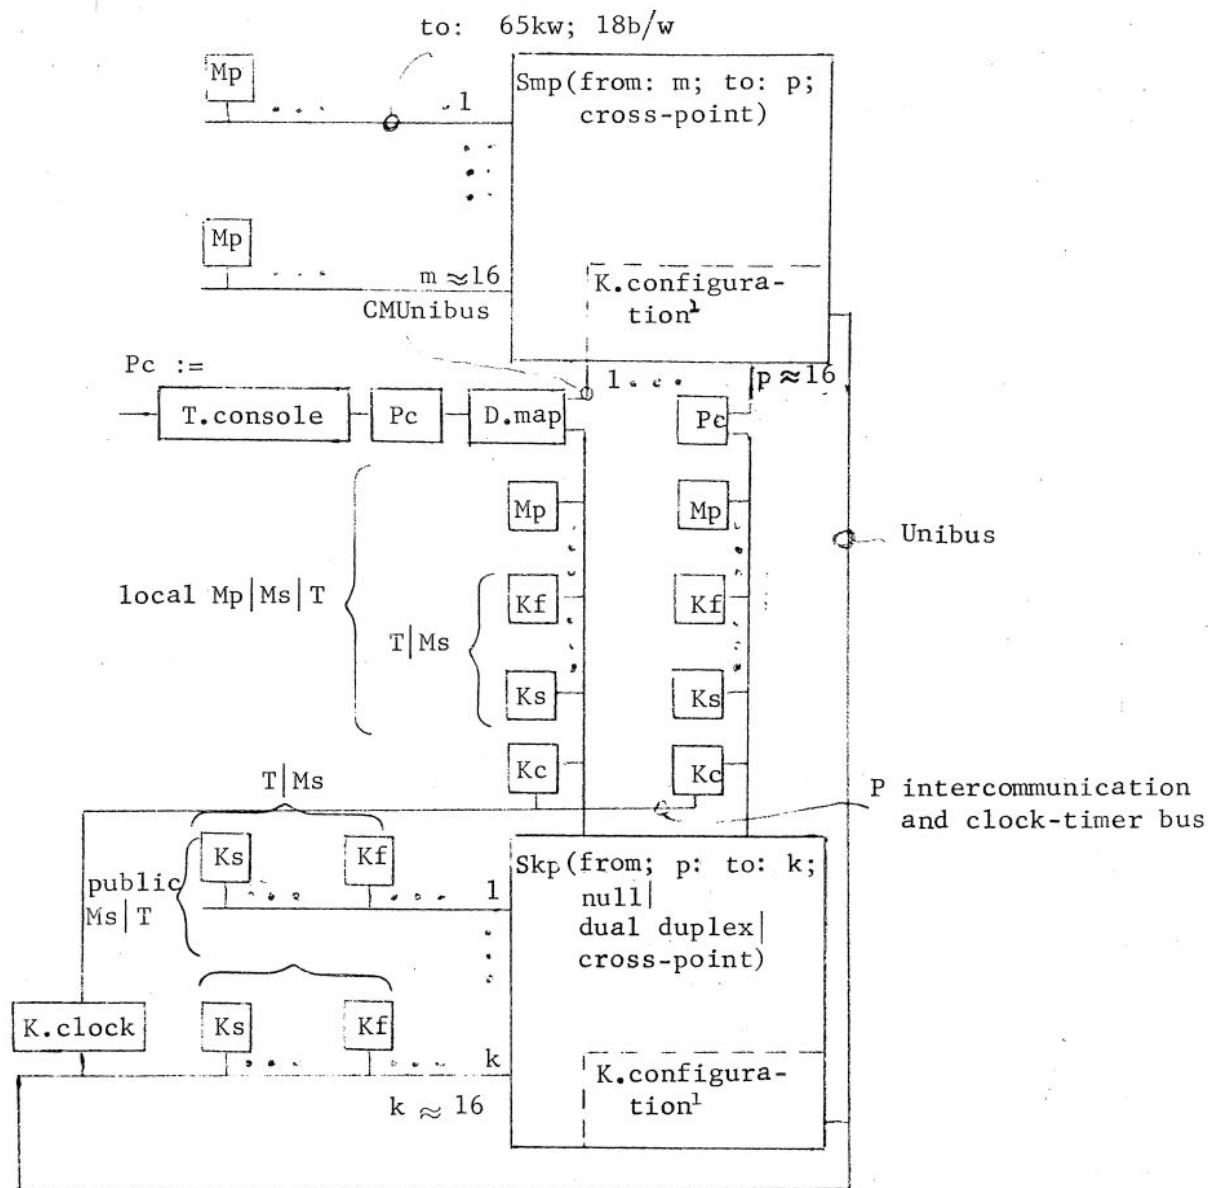 to: 65kw; 18b/w
Mp
... 1
Smp(from: m; to: p;
cross-point)
Mp
... m ≈ 16
CMUnibus
K.configura-
tion¹
Pc :=
1... p ≈ 16
T.console
Pc
D.map
Pc
Mp
Mp
Unibus
local Mp|Ms|T
T|Ms
Kf
Kf
Ks
Ks
Kc
Kc
T|Ms
P intercommunication
and clock-timer bus
Ks
Kf
public
Ms|T
... ... 1
Skp(from; p: to: k;
null|
dual duplex|
cross-point)
K.clock
Ks
Kf
... ... k
k ≈ 16
K.configura-
tion¹